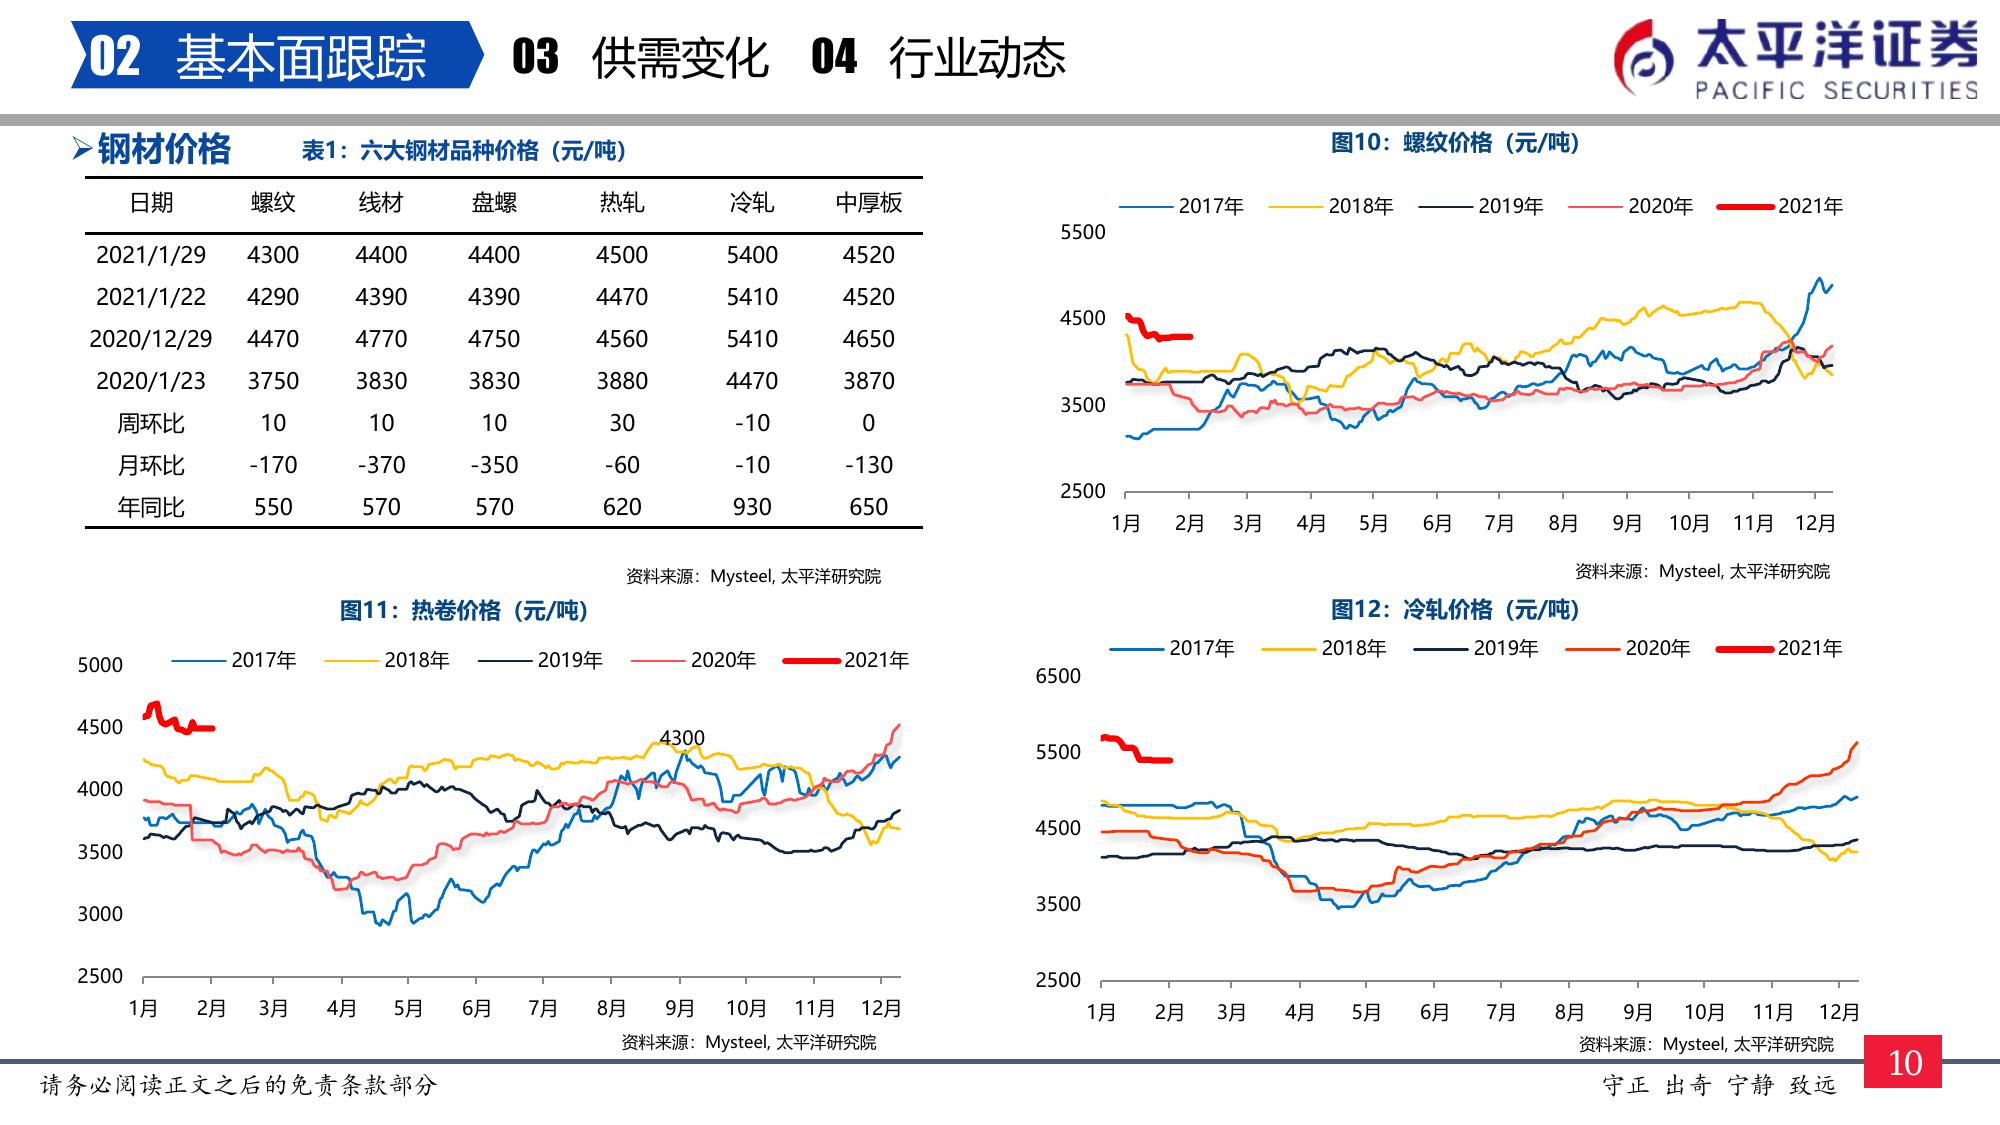 02 基本面跟踪 03 供需变化 04 行业动态
太平洋证券
PACIFIC SECURITIES
➢钢材价格
表1：六大钢材品种价格（元/吨）
日期 螺纹 线材 盘螺 热轧 冷轧 中厚板
2021/1/29 4300 4400 4400 4500 5400 4520
2021/1/22 4290 4390 4390 4470 5410 4520
2020/12/29 4470 4770 4750 4560 5410 4650
2020/1/23 3750 3830 3830 3880 4470 3870
周环比 10 10 10 30 -10 0
月环比 -170 -370 -350 -60 -10 -130
年同比 550 570 570 620 930 650
资料来源：Mysteel, 太平洋研究院
图10：螺纹价格（元/吨）
2017年 2018年 2019年 2020年 2021年
5500
4500
3500
2500
1月 2月 3月 4月 5月 6月 7月 8月 9月 10月 11月 12月
资料来源：Mysteel, 太平洋研究院
图11：热卷价格（元/吨）
2017年 2018年 2019年 2020年 2021年
5000
4500
4300
4000
3500
3000
2500
1月 2月 3月 4月 5月 6月 7月 8月 9月 10月 11月 12月
资料来源：Mysteel, 太平洋研究院
图12：冷轧价格（元/吨）
2017年 2018年 2019年 2020年 2021年
6500
5500
4500
3500
2500
1月 2月 3月 4月 5月 6月 7月 8月 9月 10月 11月 12月
资料来源：Mysteel, 太平洋研究院
10
请务必阅读正文之后的免责条款部分
守正 出奇 宁静 致远